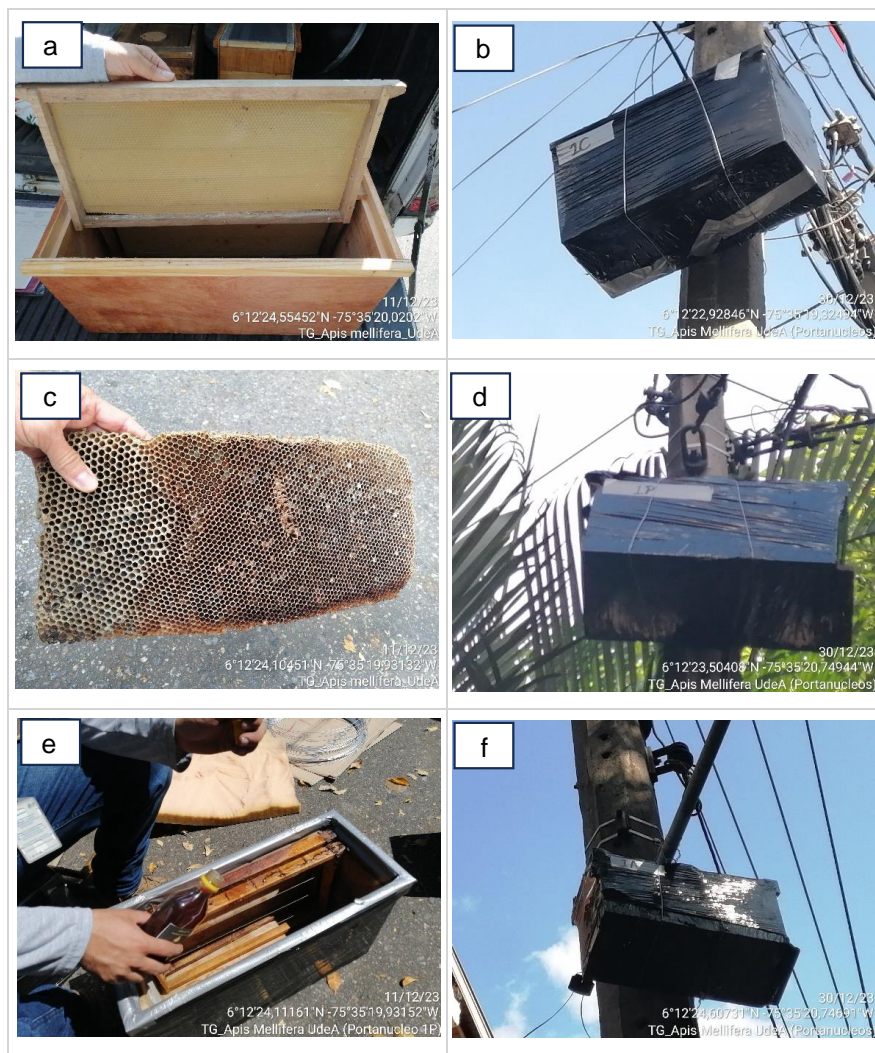 a
11/12/23
6°12'24,55452"N -75°35'20,0202"W
TG_Apis mellifera_UdeA
b
2C
30/12/23
6°12'22,92846"N -75°35'19,32494"W
TG_Apis Mellifera UdeA (Portanucleos)
c
11/12/23
6°12'24,10451"N -75°35'19,93132"W
TG_Apis mellifera_UdeA
d
1P
30/12/23
6°12'23,50408"N -75°35'20,74944"W
TG_Apis Mellifera UdeA (Portanucleos)
e
11/12/23
6°12'24,11161"N -75°35'19,93152"W
TG_Apis Mellifera UdeA (Portanucleo 1P)
f
30/12/23
6°12'24,60731"N -75°35'20,74691"W
TG_Apis Mellifera UdeA (Portanucleos)